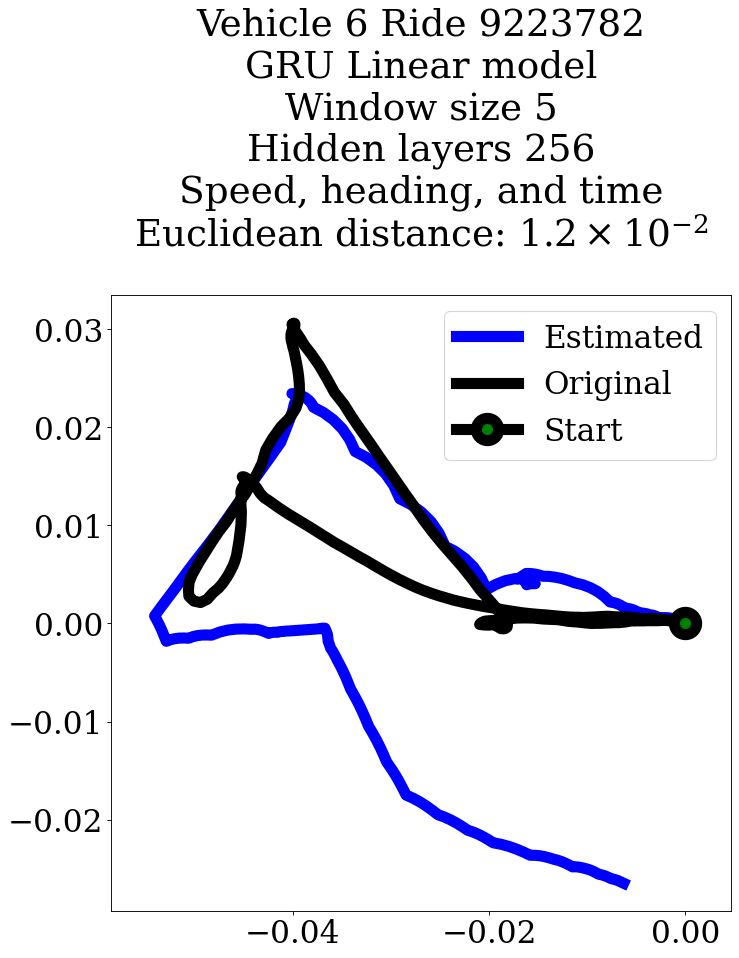 Vehicle 6 Ride 9223782
GRU Linear model
Window size 5
Hidden layers 256
Speed, heading, and time
Euclidean distance: 1.2 × 10⁻²
Estimated
Original
Start
0.03
0.02
0.01
0.00
−0.01
−0.02
−0.04
−0.02
0.00